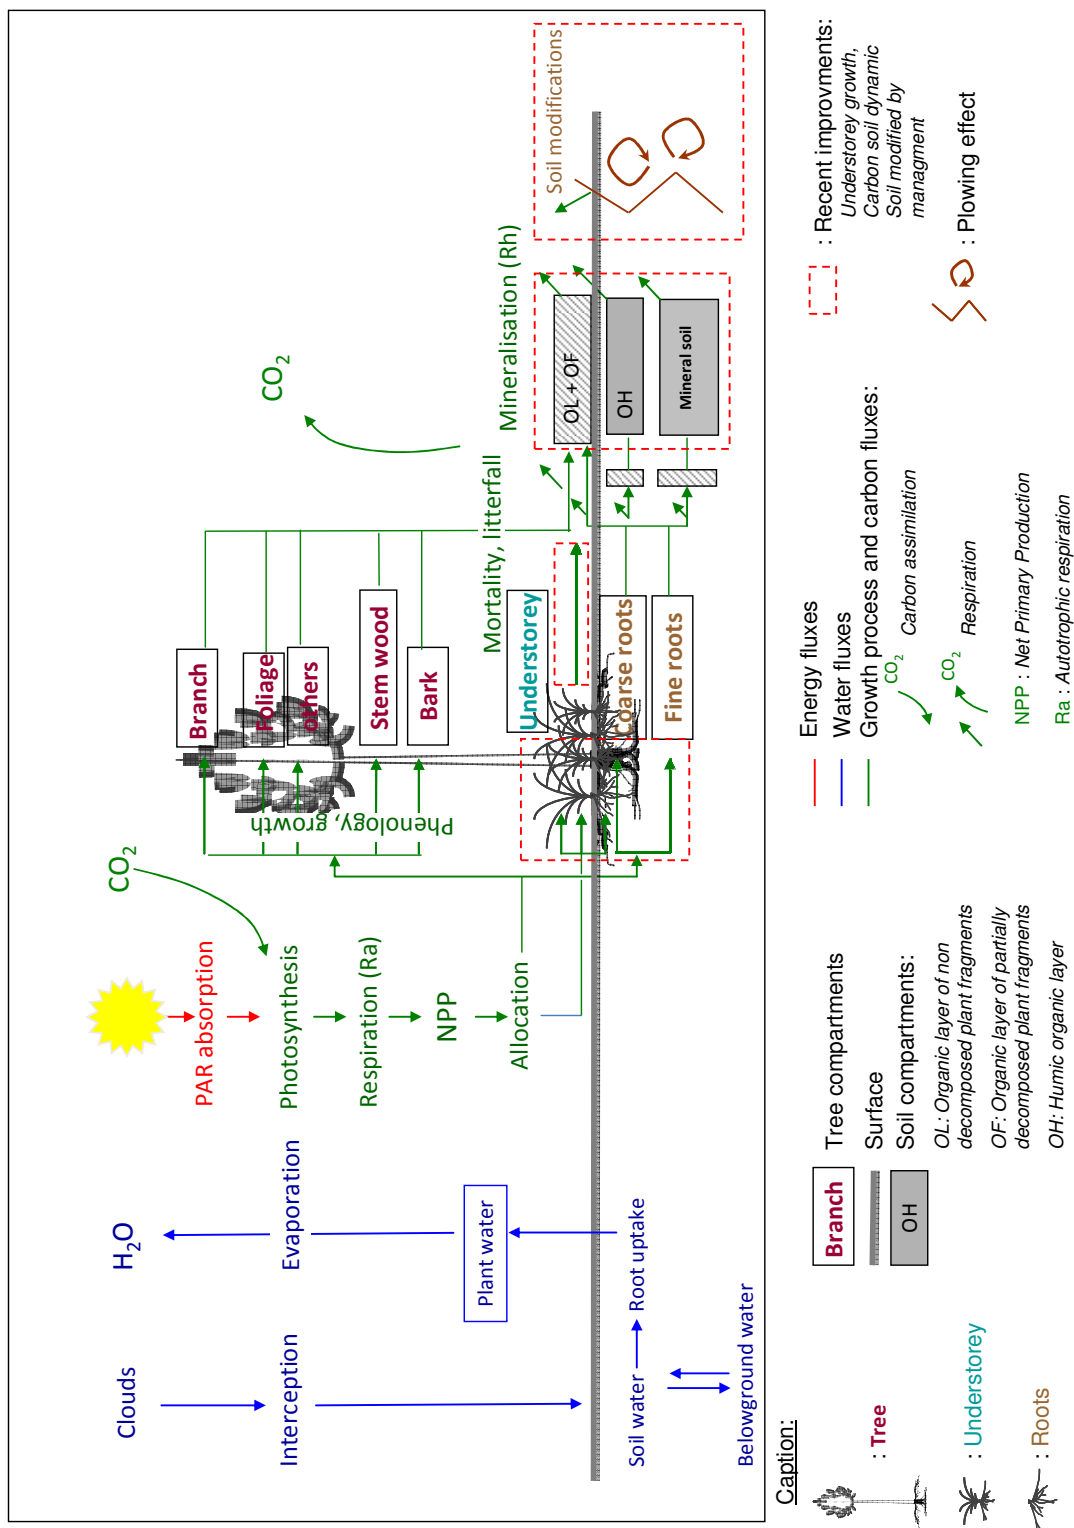 Clouds
Interception
H2O
Evaporation
Plant water
Soil water
Root uptake
Belowground water
PAR absorption
Photosynthesis
Respiration (Ra)
NPP
Allocation
CO2
Phenology, growth
Branch
Foliage
others
Stem wood
Bark
Understorey
Coarse roots
Fine roots
Mortality, litterfall
CO2
Mineralisation (Rh)
OL + OF
OH
Mineral soil
Soil modifications
Caption:
: Tree
: Understorey
: Roots
Branch
Tree compartments
Surface
OH
Soil compartments:
OL: Organic layer of non
decomposed plant fragments
OF: Organic layer of partially
decomposed plant fragments
OH: Humic organic layer
Energy fluxes
Water fluxes
Growth process and carbon fluxes:
CO2
Carbon assimilation
CO2
Respiration
NPP : Net Primary Production
Ra : Autotrophic respiration
: Recent improvments:
Understorey growth,
Carbon soil dynamic
Soil modified by
managment
: Plowing effect